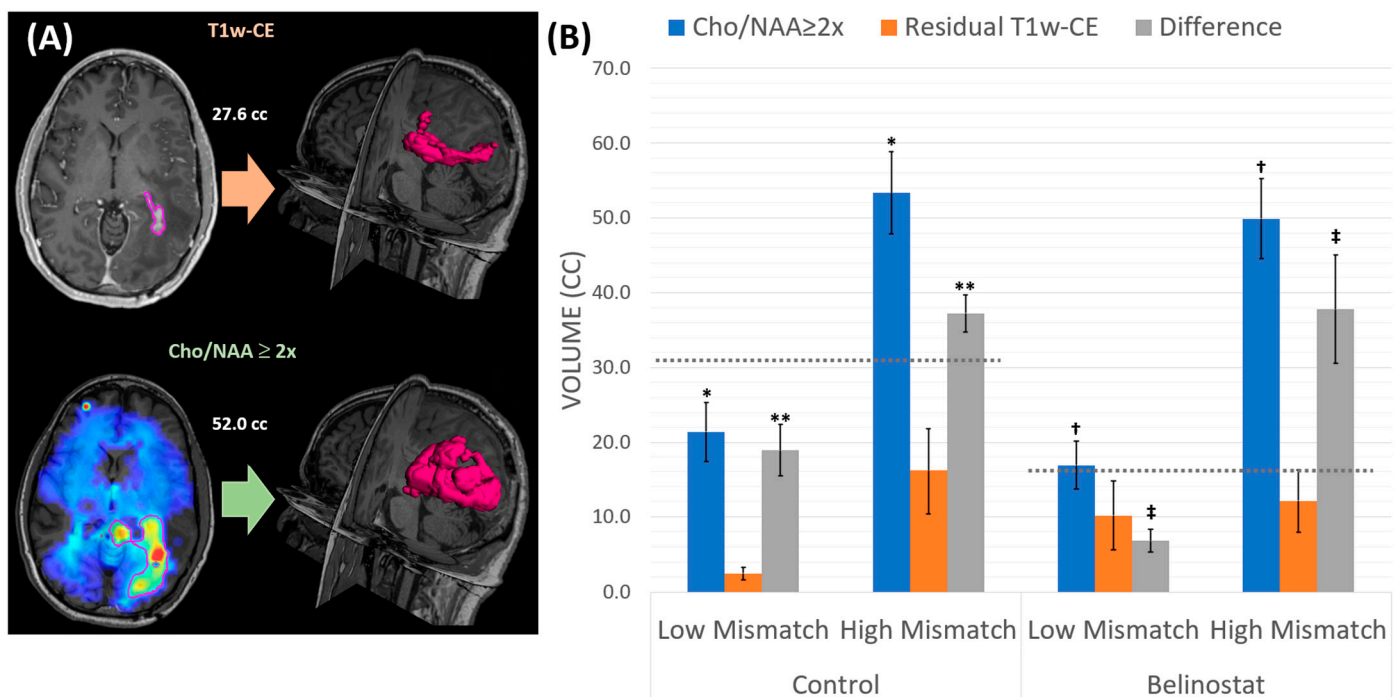 (A)
T1w-CE
27.6 cc
Cho/NAA ≥ 2x
52.0 cc
(B)
Cho/NAA≥2x Residual T1w-CE Difference
VOLUME (CC)
70.0
60.0
50.0
40.0
30.0
20.0
10.0
0.0
* ** * ** † ‡ † ‡
Low Mismatch High Mismatch Low Mismatch High Mismatch
Control Belinostat